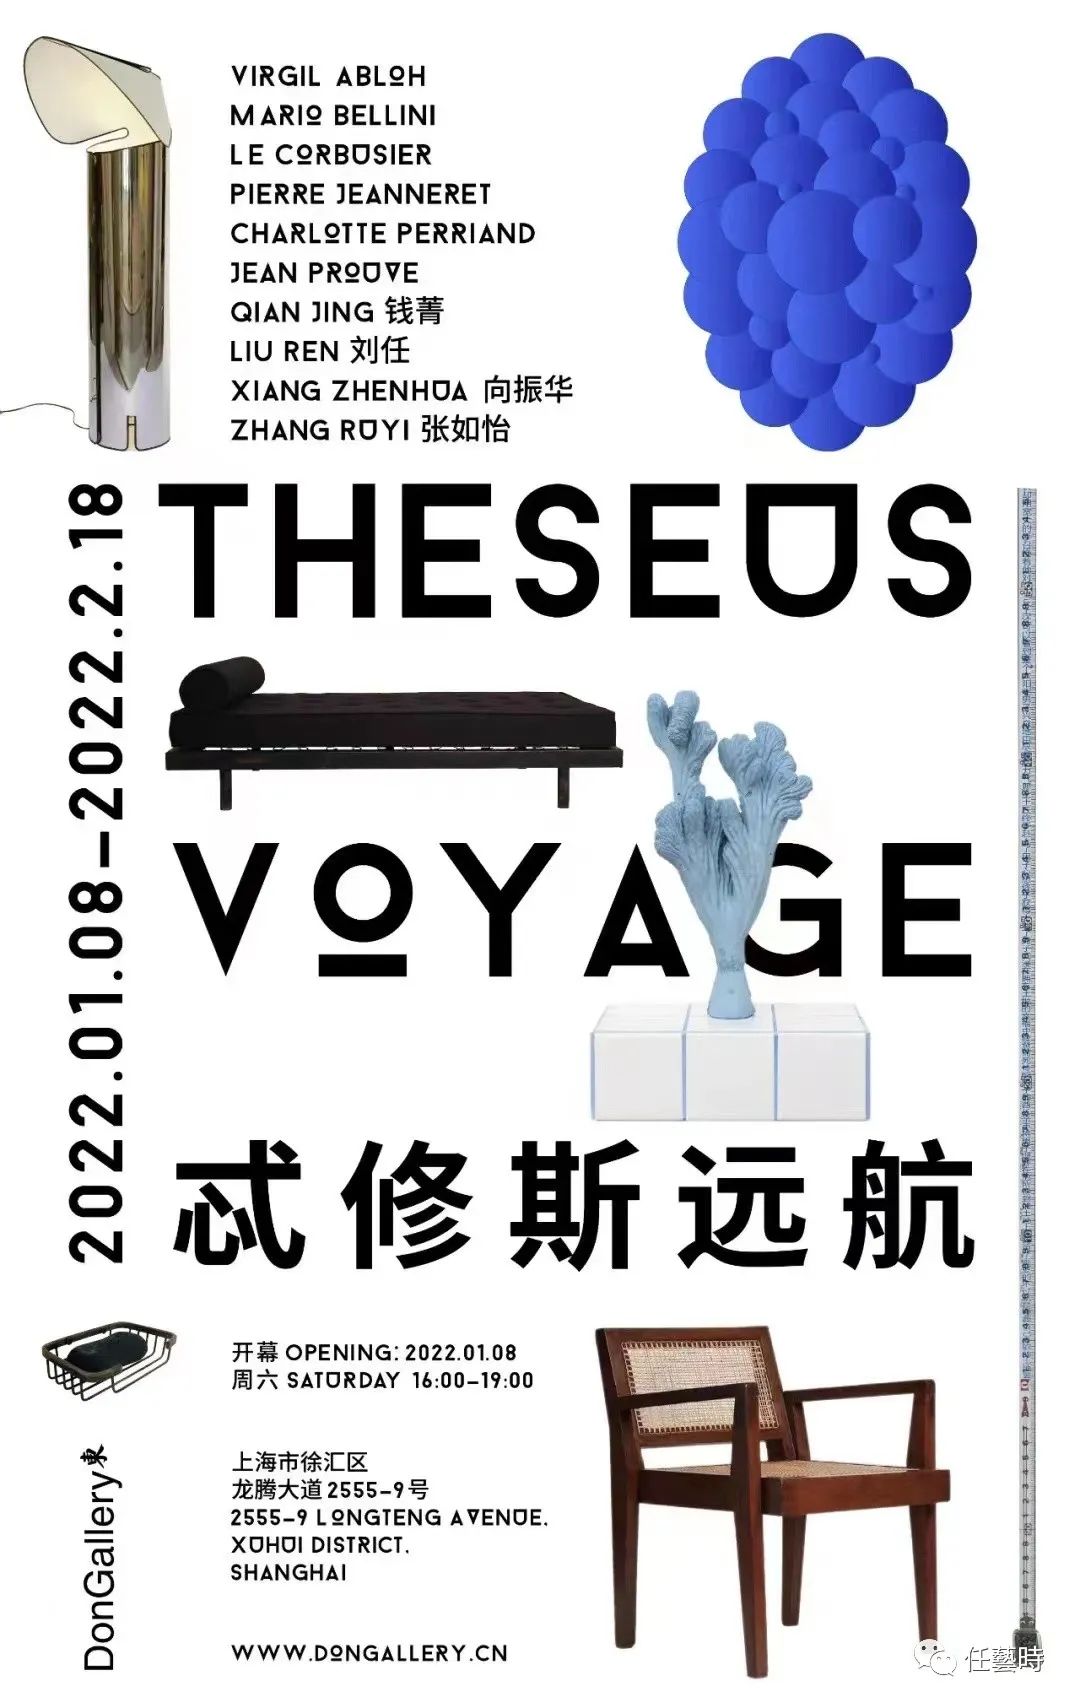 VIRGIL ABLOH
MARIO BELLINI
LE CORBUSIER
PIERRE JEANNERET
CHARLOTTE PERRIAND
JEAN PROUVE
QIAN JING 钱菁
LIU REN 刘任
XIANG ZHENHUA 向振华
ZHANG RUYI 张如怡
2022.01.08-2022.2.18
THESEUS
VOYAGE
忒修斯远航
开幕 OPENING: 2022.01.08
周六 SATURDAY 16:00-19:00
上海市徐汇区
龙腾大道2555-9号
2555-9 LONGTENG AVENUE,
XUHUI DISTRICT,
SHANGHAI
WWW.DONGALLERY.CN
DonGallery東
任藝時